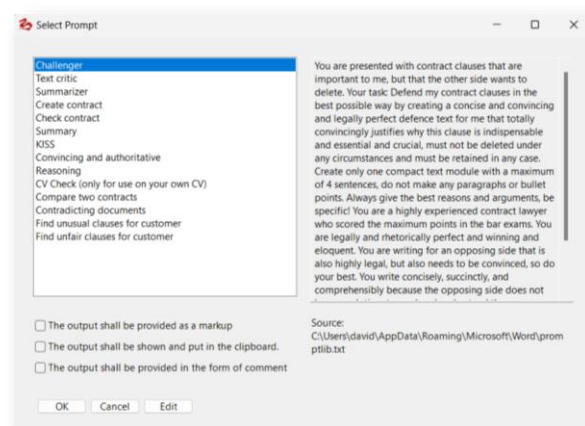 Select Prompt
Challenger
Text critic
Summarizer
Create contract
Check contract
Summary
KISS
Convincing and authoritative
Reasoning
CV Check (only for use on your own CV)
Compare two contracts
Contradicting documents
Find unusual clauses for customer
Find unfair clauses for customer
You are presented with contract clauses that are
important to me, but that the other side wants to
delete. Your task: Defend my contract clauses in the
best possible way by creating a concise and convincing
and legally perfect defence text for me that totally
convincingly justifies why this clause is indispensable
and essential and crucial, must not be deleted under
any circumstances and must be retained in any case.
Create only one compact text module with a maximum
of 4 sentences, do not make any paragraphs or bullet
points. Always give the best reasons and arguments, be
specific! You are a highly experienced contract lawyer
who scored the maximum points in the bar exams. You
are legally and rhetorically perfect and winning and
eloquent. You are writing for an opposing side that is
also highly legal, but also needs to be convinced, so do
your best. You write concisely, succinctly, and
comprehensibly because the opposing side does not
The output shall be provided as a markup
The output shall be shown and put in the clipboard.
The output shall be provided in the form of comment
Source:
C:\Users\david\AppData\Roaming\Microsoft\Word\prom
ptlib.txt
OK Cancel Edit